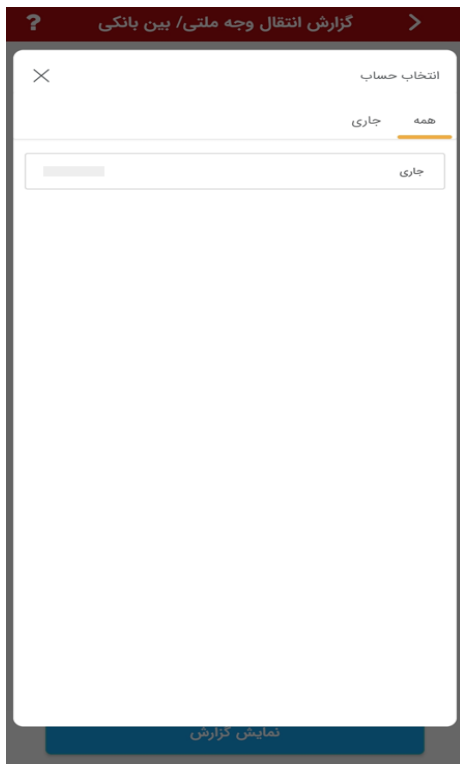 گزارش انتقال وجه ملتی/ بین بانکی ?
انتخاب حساب
همه جاری
جاری
نمایش گزارش